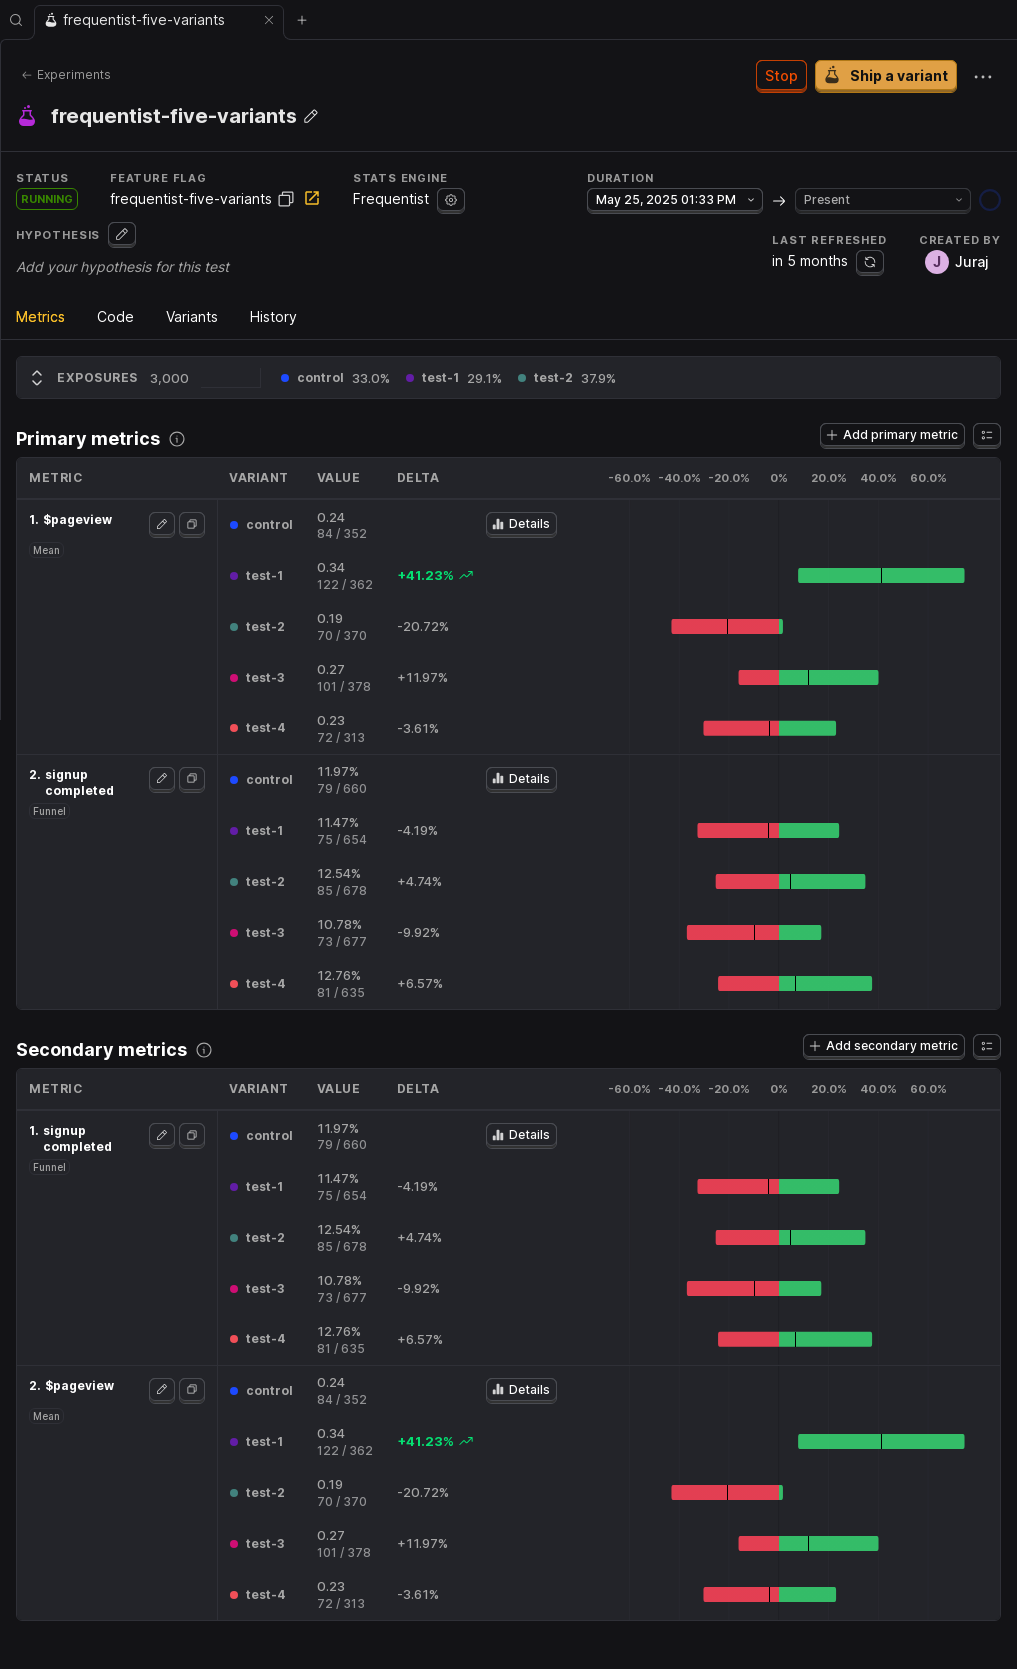 frequentist-five-variants
Experiments
Stop
Ship a variant
frequentist-five-variants
STATUS
FEATURE FLAG
STATS ENGINE
DURATION
RUNNING
frequentist-five-variants
Frequentist
May 25, 2025 01:33 PM
Present
HYPOTHESIS
LAST REFRESHED
CREATED BY
Add your hypothesis for this test
in 5 months
J Juraj
Metrics Code Variants History
EXPOSURES 3,000 control 33.0% test-1 29.1% test-2 37.9%
Primary metrics
Add primary metric
METRIC VARIANT VALUE DELTA -60.0% -40.0% -20.0% 0% 20.0% 40.0% 60.0%
1. $pageview
Mean
control 0.24
84 / 352
Details
test-1 0.34
122 / 362
+41.23%
test-2 0.19
70 / 370
-20.72%
test-3 0.27
101 / 378
+11.97%
test-4 0.23
72 / 313
-3.61%
2. signup
completed
Funnel
control 11.97%
79 / 660
Details
test-1 11.47%
75 / 654
-4.19%
test-2 12.54%
85 / 678
+4.74%
test-3 10.78%
73 / 677
-9.92%
test-4 12.76%
81 / 635
+6.57%
Secondary metrics
Add secondary metric
METRIC VARIANT VALUE DELTA -60.0% -40.0% -20.0% 0% 20.0% 40.0% 60.0%
1. signup
completed
Funnel
control 11.97%
79 / 660
Details
test-1 11.47%
75 / 654
-4.19%
test-2 12.54%
85 / 678
+4.74%
test-3 10.78%
73 / 677
-9.92%
test-4 12.76%
81 / 635
+6.57%
2. $pageview
Mean
control 0.24
84 / 352
Details
test-1 0.34
122 / 362
+41.23%
test-2 0.19
70 / 370
-20.72%
test-3 0.27
101 / 378
+11.97%
test-4 0.23
72 / 313
-3.61%